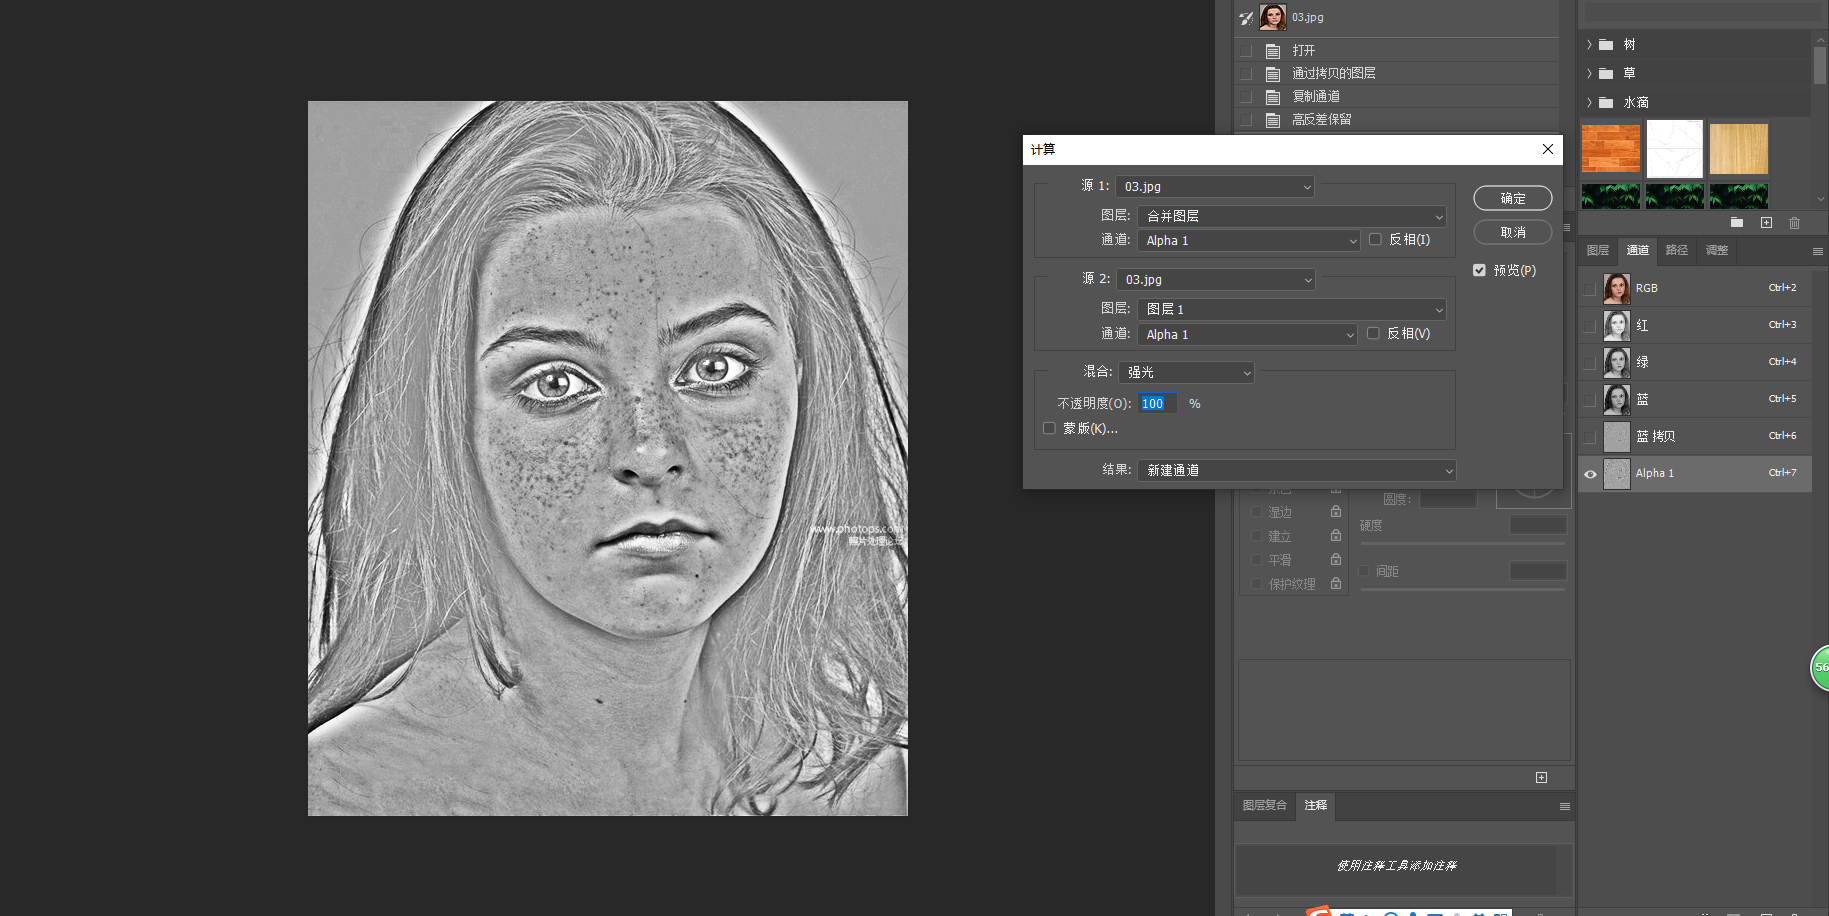 03.jpg
打开
通过拷贝的图层
复制通道
高反差保留
树
草
水滴
计算
源 1: 03.jpg
图层: 合并图层
通道: Alpha 1 反相(I)
源 2: 03.jpg
图层: 图层 1
通道: Alpha 1 反相(V)
混合: 强光
不透明度(O): 100 %
蒙版(K)...
结果: 新建通道
确定
取消
预览(P)
图层 通道 路径 调整
RGB Ctrl+2
红 Ctrl+3
绿 Ctrl+4
蓝 Ctrl+5
蓝 拷贝 Ctrl+6
Alpha 1 Ctrl+7
www.photops.com
照片处理论坛
湿边
建立
平滑
保护纹理
圆度:
硬度
间距
56
图层复合 注释
使用注释工具添加注释